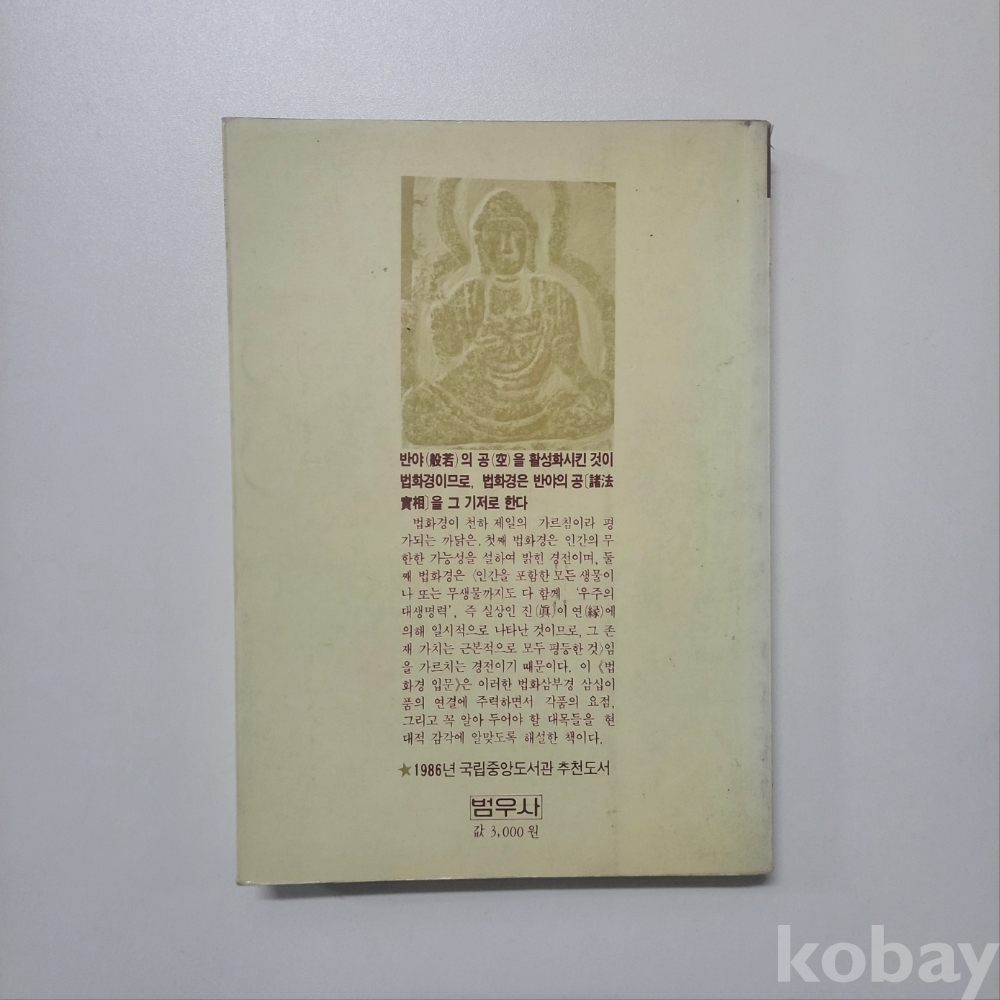 반야(般若)의 공(空)을 활성화시킨 것이
법화경이므로, 법화경은 반야의 공〔諸法
實相〕을 그 기저로 한다
법화경이 천하 제일의 가르침이라 평
가되는 까닭은, 첫째 법화경은 인간의 무
한한 가능성을 설하여 밝힌 경전이며, 둘
째 법화경은 〈인간을 포함한 모든 생물이
나 또는 무생물까지도 다 함께 ‘우주의
대생명력’, 즉 실상인 진(眞)이 연(緣)에
의해 일시적으로 나타난 것이므로, 그 존
재 가치는 근본적으로 모두 평등한 것〉임
을 가르치는 경전이기 때문이다. 이 《법
화경 입문》은 이러한 법화삼부경 삼십이
품의 연결에 주력하면서 각품의 요점,
그리고 꼭 알아 두어야 할 대목들을 현
대적 감각에 알맞도록 해설한 책이다.
★1986년 국립중앙도서관 추천도서
범우사
값 3,000원
kobay